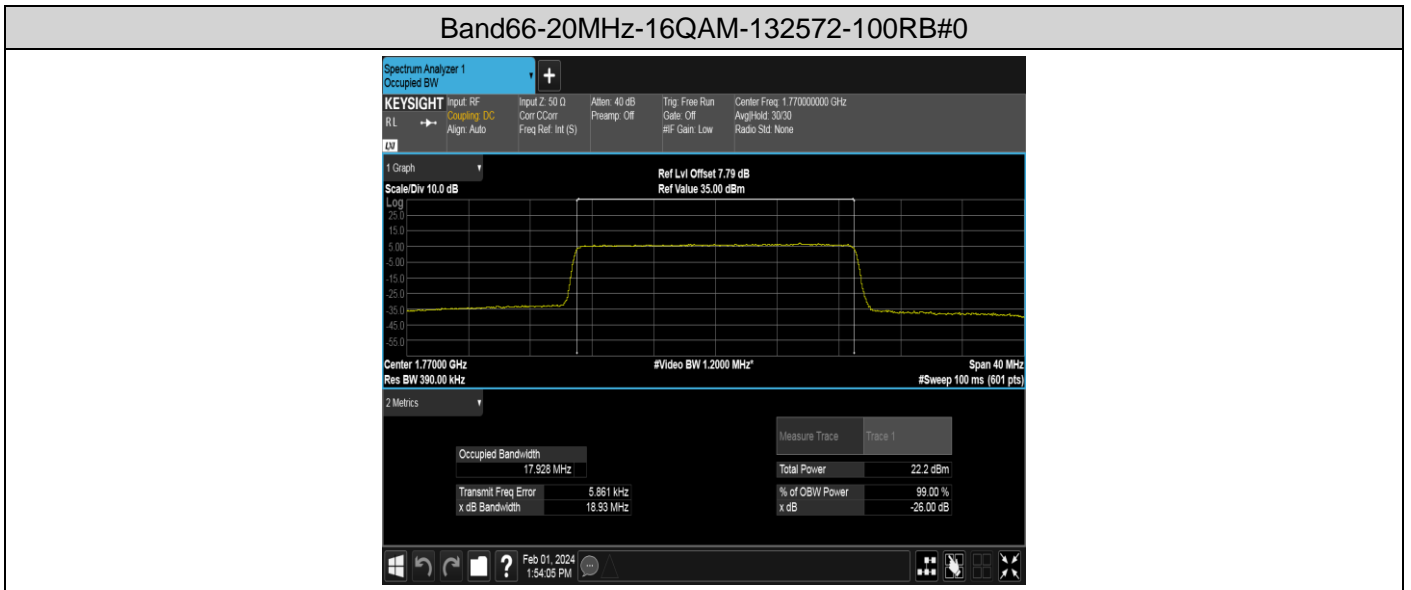 Band66-20MHz-16QAM-132572-100RB#0
Spectrum Analyzer 1
Occupied BW
+
KEYSIGHT Input: RF Input Z: 50 Ω Atten: 40 dB Trig: Free Run Center Freq: 1.770000000 GHz
RL Coupling: DC Corr CCorr Preamp: Off Gate: Off Avg|Hold: 30/30
Align: Auto Freq Ref: Int (S) #IF Gain: Low Radio Std: None
LXI
1 Graph
Ref Lvl Offset 7.79 dB
Scale/Div 10.0 dB Ref Value 35.00 dBm
Log
25.0
15.0
5.00
-5.00
-15.0
-25.0
-35.0
-45.0
-55.0
Center 1.77000 GHz #Video BW 1.2000 MHz* Span 40 MHz
Res BW 390.00 kHz #Sweep 100 ms (601 pts)
2 Metrics
Measure Trace Trace 1
Occupied Bandwidth
17.928 MHz Total Power 22.2 dBm
Transmit Freq Error 5.861 kHz % of OBW Power 99.00 %
x dB Bandwidth 18.93 MHz x dB -26.00 dB
? Feb 01, 2024
1:54:05 PM